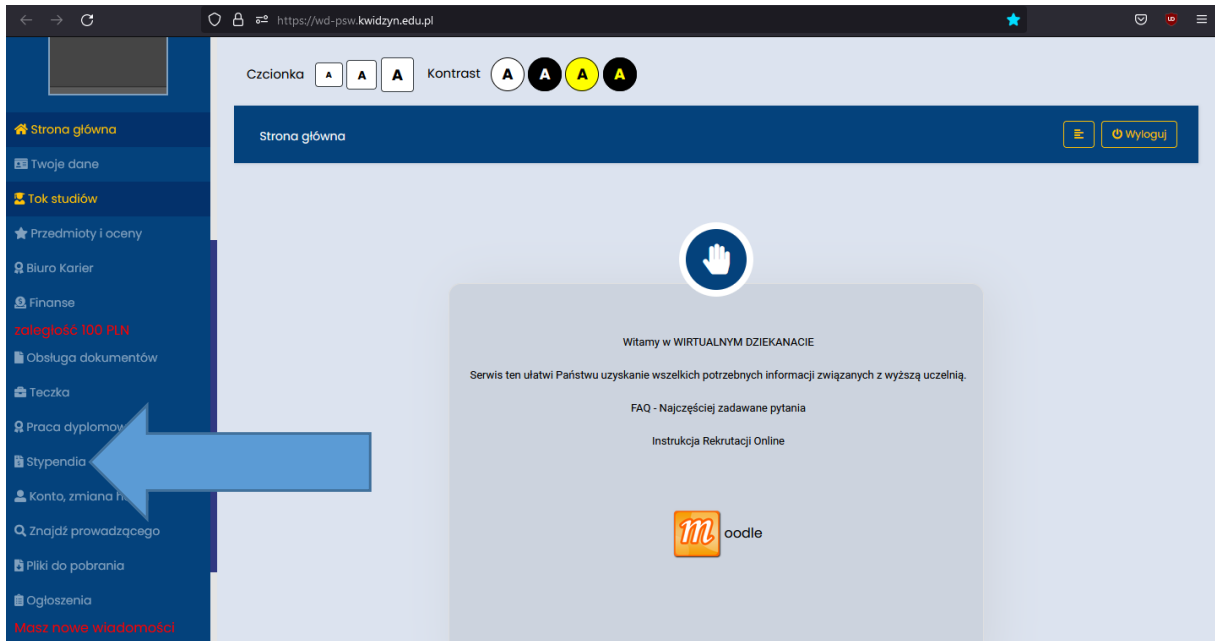 https://wd-psw.kwidzyn.edu.pl
Czcionka A A A Kontrast A A A A
Strona główna
Twoje dane
Tok studiów
Przedmioty i oceny
Biuro Karier
Finanse
zaległość 100 PLN
Obsługa dokumentów
Teczka
Praca
Stypendia
Konto, zmiana
Znajdź prowadzącego
Pliki do pobrania
Ogłoszenia
Masz nowe wiadomości
Strona główna
Wyloguj
Witamy w WIRTUALNYM DZIEKANACIE
Serwis ten ułatwi Państwu uzyskanie wszelkich potrzebnych informacji związanych z wyższą uczelnią.
FAQ - Najczęściej zadawane pytania
Instrukcja Rekrutacji Online
moodle